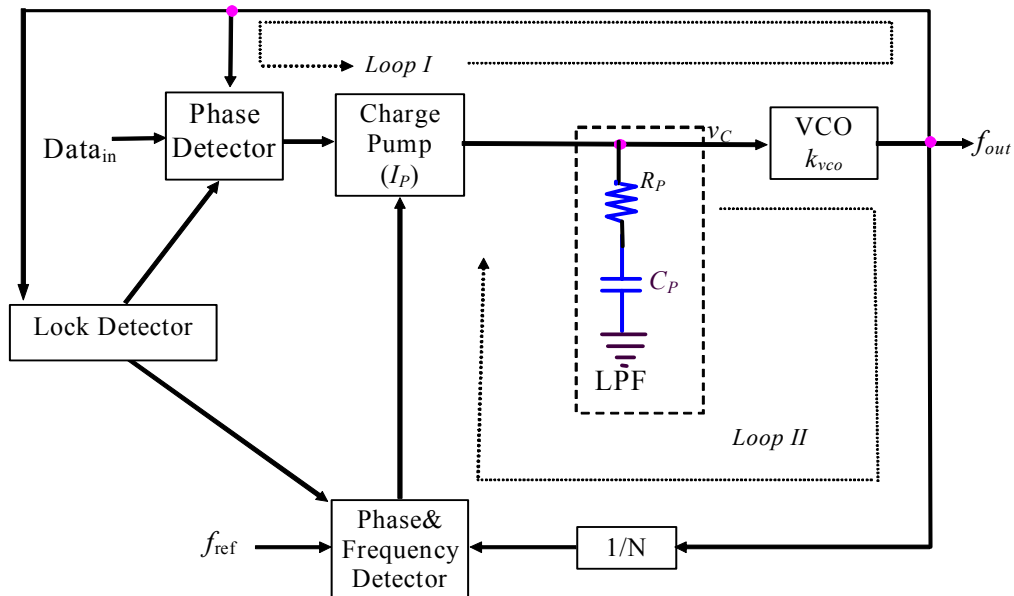 Loop I
Phase
Detector
Data_in
Charge
Pump
(I_P)
v_C
VCO
k_vco
f_out
R_P
C_P
LPF
Lock Detector
Loop II
Phase&
Frequency
Detector
f_ref
1/N